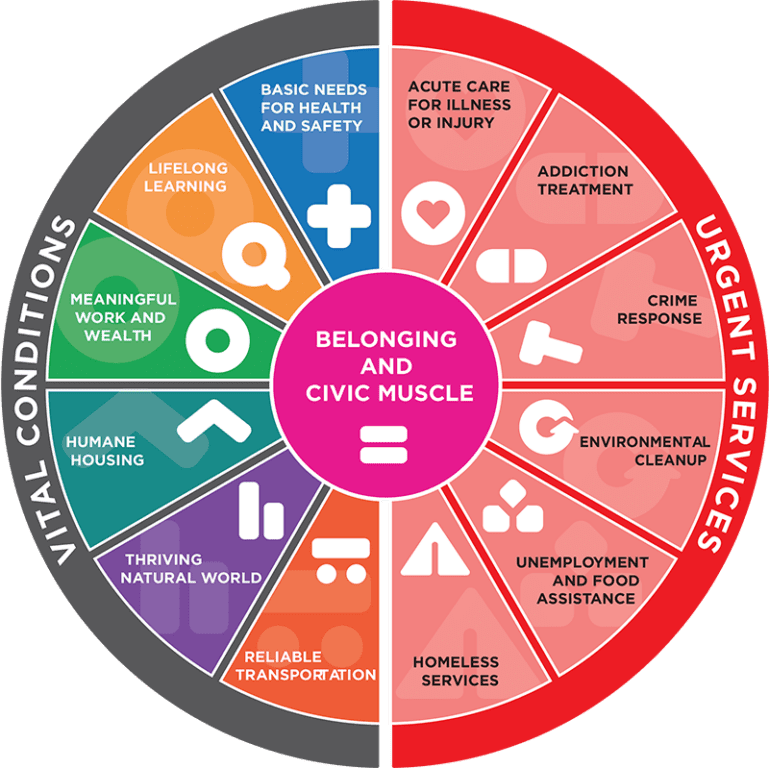 VITAL CONDITIONS
BASIC NEEDS
FOR HEALTH
AND SAFETY
LIFELONG
LEARNING
MEANINGFUL
WORK AND
WEALTH
HUMANE
HOUSING
THRIVING
NATURAL WORLD
RELIABLE
TRANSPORTATION
BELONGING
AND
CIVIC MUSCLE
URGENT SERVICES
ACUTE CARE
FOR ILLNESS
OR INJURY
ADDICTION
TREATMENT
CRIME
RESPONSE
ENVIRONMENTAL
CLEANUP
UNEMPLOYMENT
AND FOOD
ASSISTANCE
HOMELESS
SERVICES